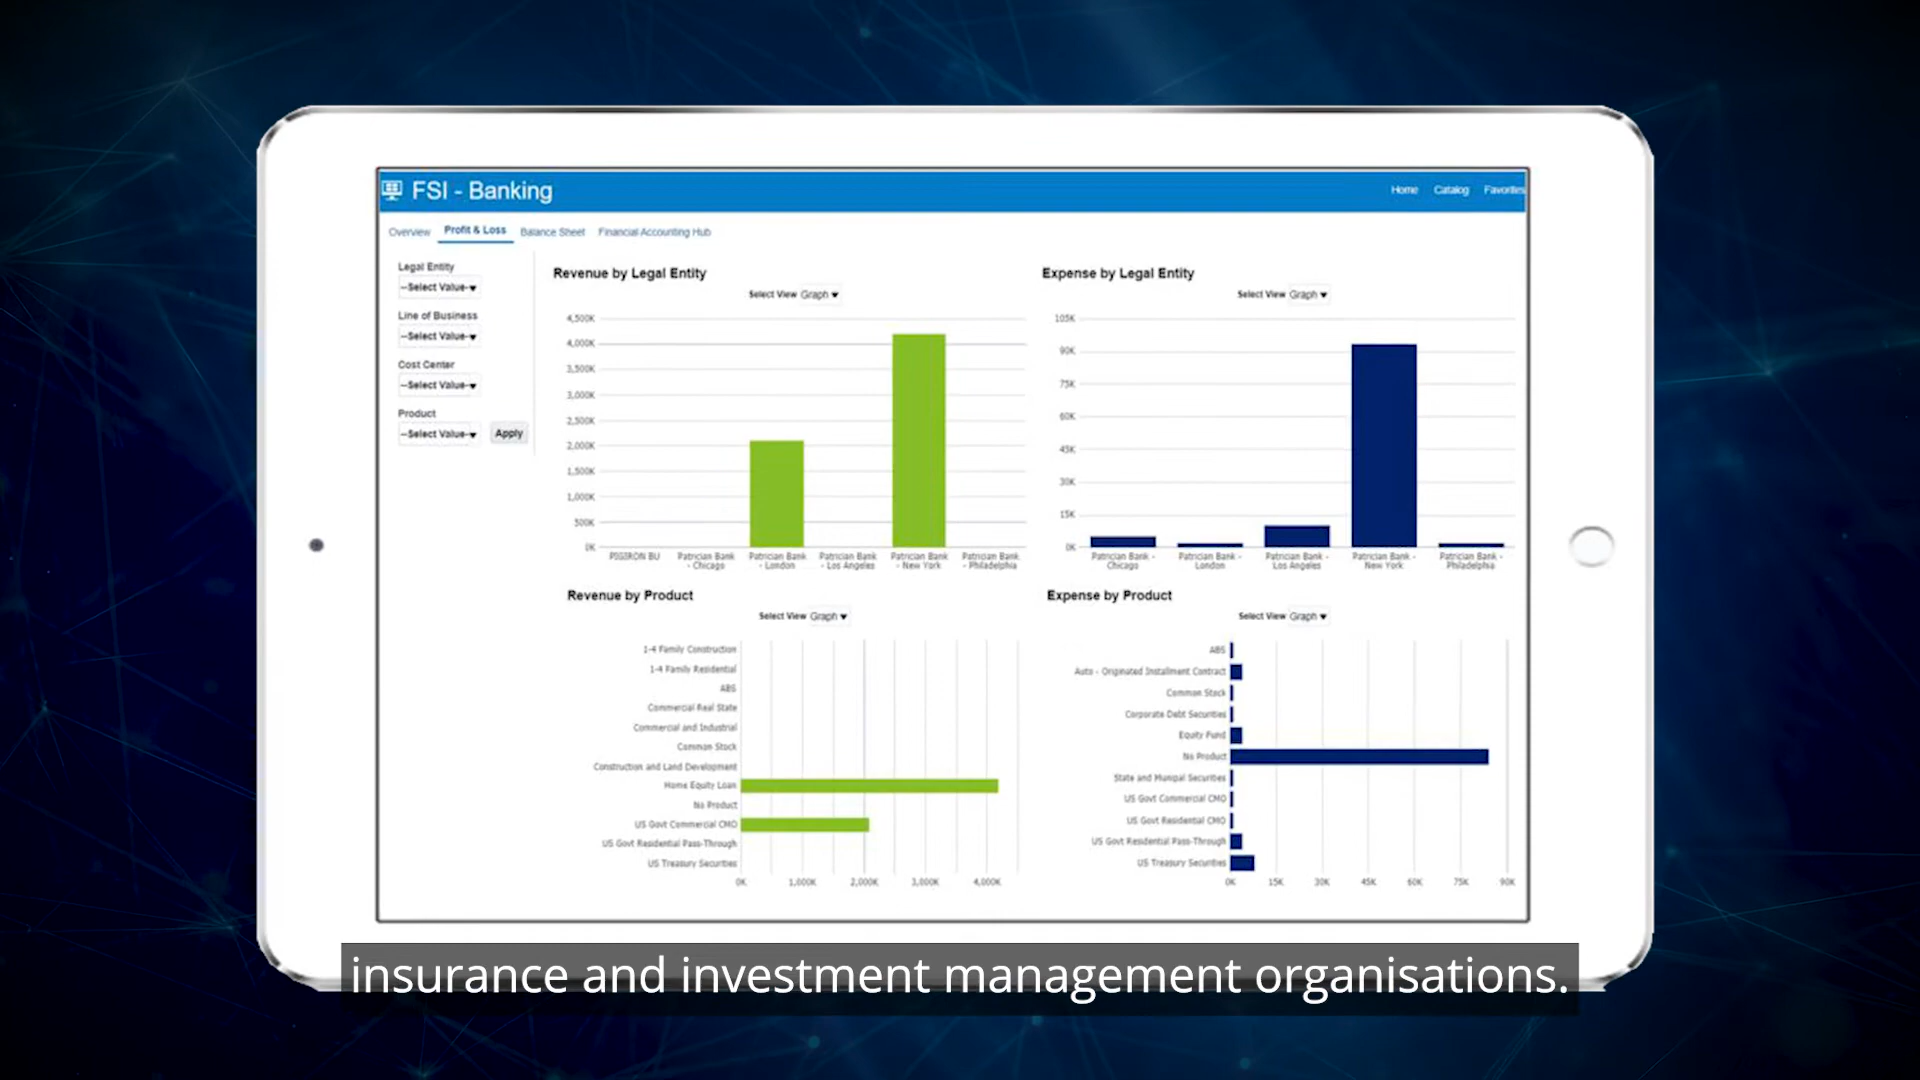 FSI - Banking
Home Catalog Favorites
Overview Profit & Loss Balance Sheet Financial Accounting Hub
Legal Entity
--Select Value--
Line of Business
--Select Value--
Cost Center
--Select Value--
Product
--Select Value--
Apply
Revenue by Legal Entity
Select View Graph
4,500K
4,000K
3,500K
3,000K
2,500K
2,000K
1,500K
1,000K
500K
0K
PIGIRON BU
Patrician Bank
- Chicago
Patrician Bank
- London
Patrician Bank
- Los Angeles
Patrician Bank
- New York
Patrician Bank
- Philadelphia
Expense by Legal Entity
Select View Graph
105K
90K
75K
60K
45K
30K
15K
0K
Patrician Bank -
Chicago
Patrician Bank -
London
Patrician Bank -
Los Angeles
Patrician Bank -
New York
Patrician Bank -
Philadelphia
Revenue by Product
Select View Graph
1-4 Family Construction
1-4 Family Residential
ABS
Commercial Real State
Commercial and Industrial
Common Stock
Construction and Land Development
Home Equity Loan
No Product
US Govt Commercial CMO
US Govt Residential Pass-Through
US Treasury Securities
0K 1,000K 2,000K 3,000K 4,000K
Expense by Product
Select View Graph
ABS
Auto - Originated Installment Contract
Common Stock
Corporate Debt Securities
Equity Fund
No Product
State and Munipal Securities
US Govt Commercial CMO
US Govt Residential CMO
US Govt Residential Pass-Through
US Treasury Securities
0K 15K 30K 45K 60K 75K 90K
insurance and investment management organisations.